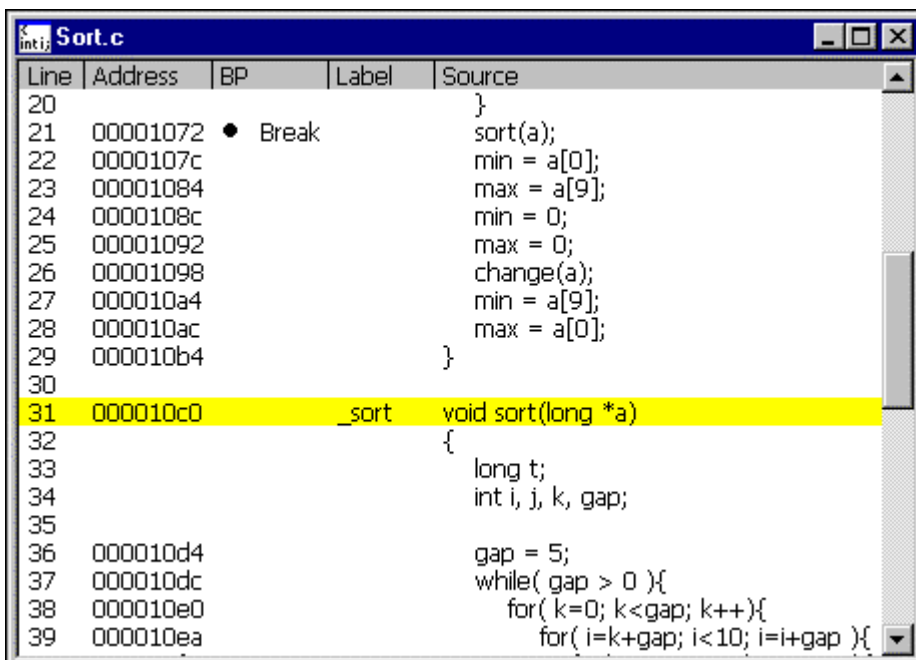 int i; Sort.c
Line Address BP Label Source
20 }
21 00001072 ● Break sort(a);
22 0000107c min = a[0];
23 00001084 max = a[9];
24 0000108c min = 0;
25 00001092 max = 0;
26 00001098 change(a);
27 000010a4 min = a[9];
28 000010ac max = a[0];
29 000010b4 }
30
31 000010c0 _sort void sort(long *a)
32 {
33 long t;
34 int i, j, k, gap;
35
36 000010d4 gap = 5;
37 000010dc while( gap > 0 ){
38 000010e0 for( k=0; k<gap; k++){
39 000010ea for( i=k+gap; i<10; i=i+gap ){